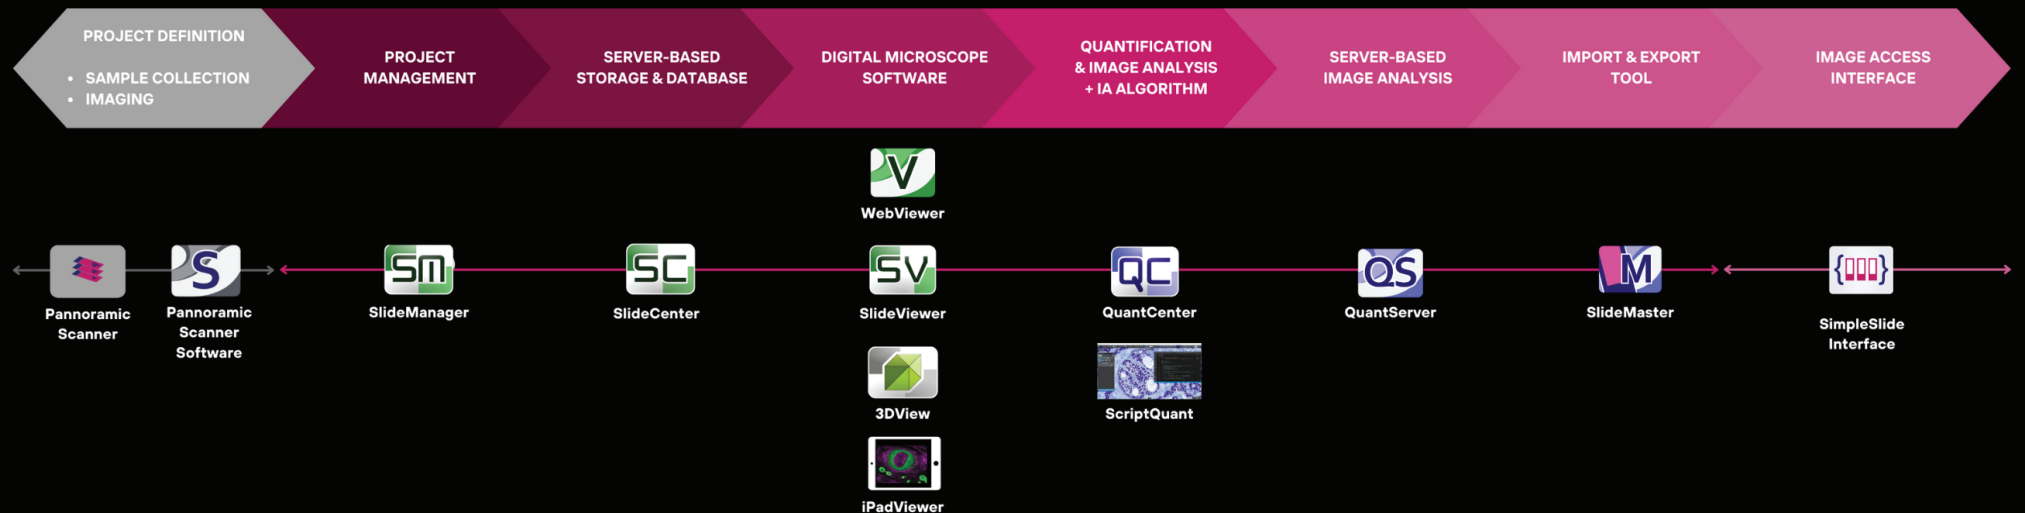 PROJECT DEFINITION
• SAMPLE COLLECTION
• IMAGING
PROJECT
MANAGEMENT
SERVER-BASED
STORAGE & DATABASE
DIGITAL MICROSCOPE
SOFTWARE
QUANTIFICATION
& IMAGE ANALYSIS
+ IA ALGORITHM
SERVER-BASED
IMAGE ANALYSIS
IMPORT & EXPORT
TOOL
IMAGE ACCESS
INTERFACE
V
WebViewer
Pannoramic
Scanner
S
Pannoramic
Scanner
Software
SM
SlideManager
SC
SlideCenter
SV
SlideViewer
QC
QuantCenter
QS
QuantServer
M
SlideMaster
SimpleSlide
Interface
3DView
ScriptQuant
iPadViewer